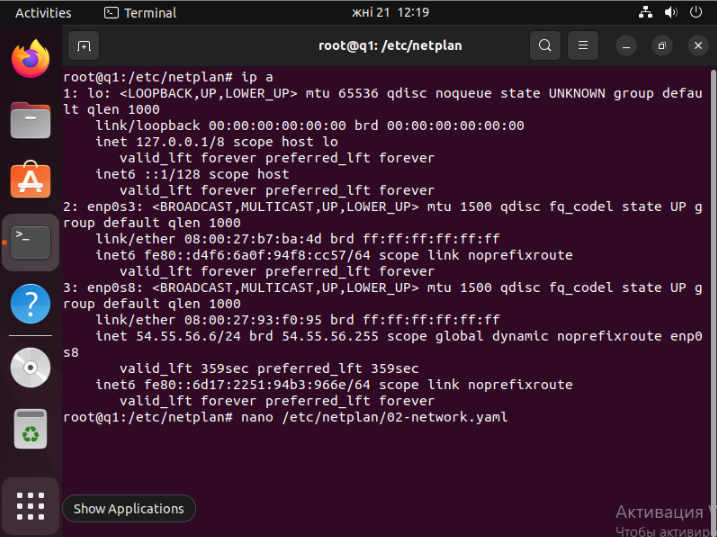 Activities
Terminal
жні 21 12:19
root@q1: /etc/netplan
root@q1:/etc/netplan# ip a
1: lo: <LOOPBACK,UP,LOWER_UP> mtu 65536 qdisc noqueue state UNKNOWN group defau
lt qlen 1000
    link/loopback 00:00:00:00:00:00 brd 00:00:00:00:00:00
    inet 127.0.0.1/8 scope host lo
       valid_lft forever preferred_lft forever
    inet6 ::1/128 scope host
       valid_lft forever preferred_lft forever
2: enp0s3: <BROADCAST,MULTICAST,UP,LOWER_UP> mtu 1500 qdisc fq_codel state UP g
roup default qlen 1000
    link/ether 08:00:27:b7:ba:4d brd ff:ff:ff:ff:ff:ff
    inet6 fe80::d4f6:6a0f:94f8:cc57/64 scope link noprefixroute
       valid_lft forever preferred_lft forever
3: enp0s8: <BROADCAST,MULTICAST,UP,LOWER_UP> mtu 1500 qdisc fq_codel state UP g
roup default qlen 1000
    link/ether 08:00:27:93:f0:95 brd ff:ff:ff:ff:ff:ff
    inet 54.55.56.6/24 brd 54.55.56.255 scope global dynamic noprefixroute enp0
s8
       valid_lft 359sec preferred_lft 359sec
    inet6 fe80::6d17:2251:94b3:966e/64 scope link noprefixroute
       valid_lft forever preferred_lft forever
root@q1:/etc/netplan# nano /etc/netplan/02-network.yaml
Show Applications
Активация
Чтобы